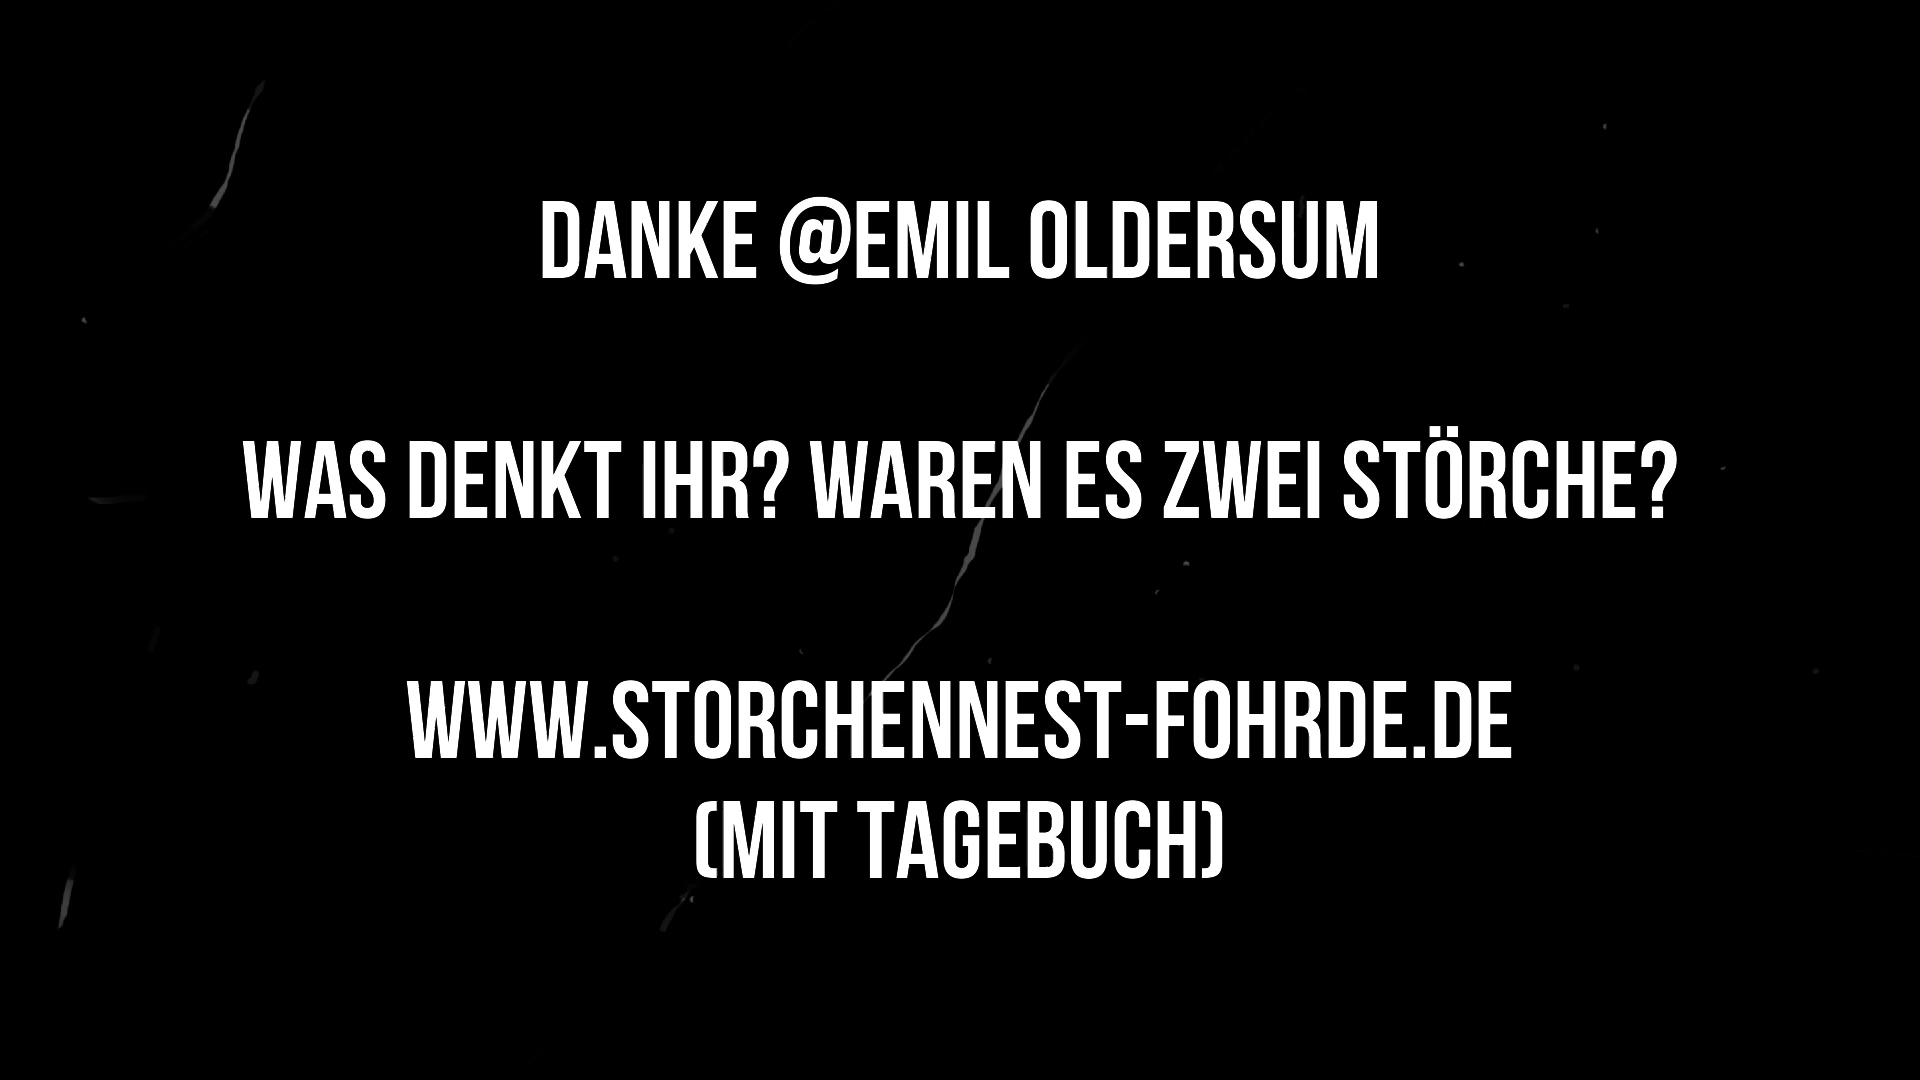 DANKE @EMIL OLDERSUM
WAS DENKT IHR? WAREN ES ZWEI STÖRCHE?
WWW.STORCHENNEST-FOHRDE.DE
(MIT TAGEBUCH)